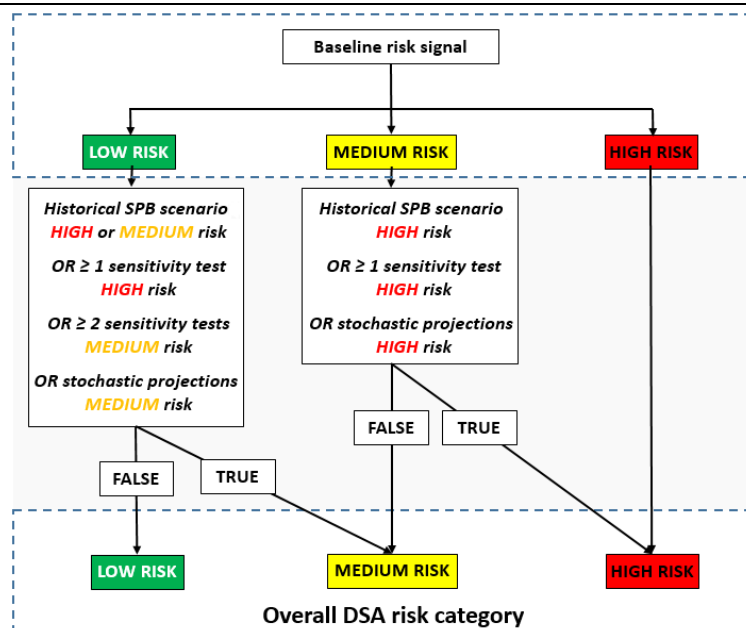 Baseline risk signal
LOW RISK
MEDIUM RISK
HIGH RISK
Historical SPB scenario
HIGH or MEDIUM risk
OR ≥ 1 sensitivity test
HIGH risk
OR ≥ 2 sensitivity tests
MEDIUM risk
OR stochastic projections
MEDIUM risk
Historical SPB scenario
HIGH risk
OR ≥ 1 sensitivity test
HIGH risk
OR stochastic projections
HIGH risk
FALSE
TRUE
FALSE
TRUE
LOW RISK
MEDIUM RISK
HIGH RISK
Overall DSA risk category